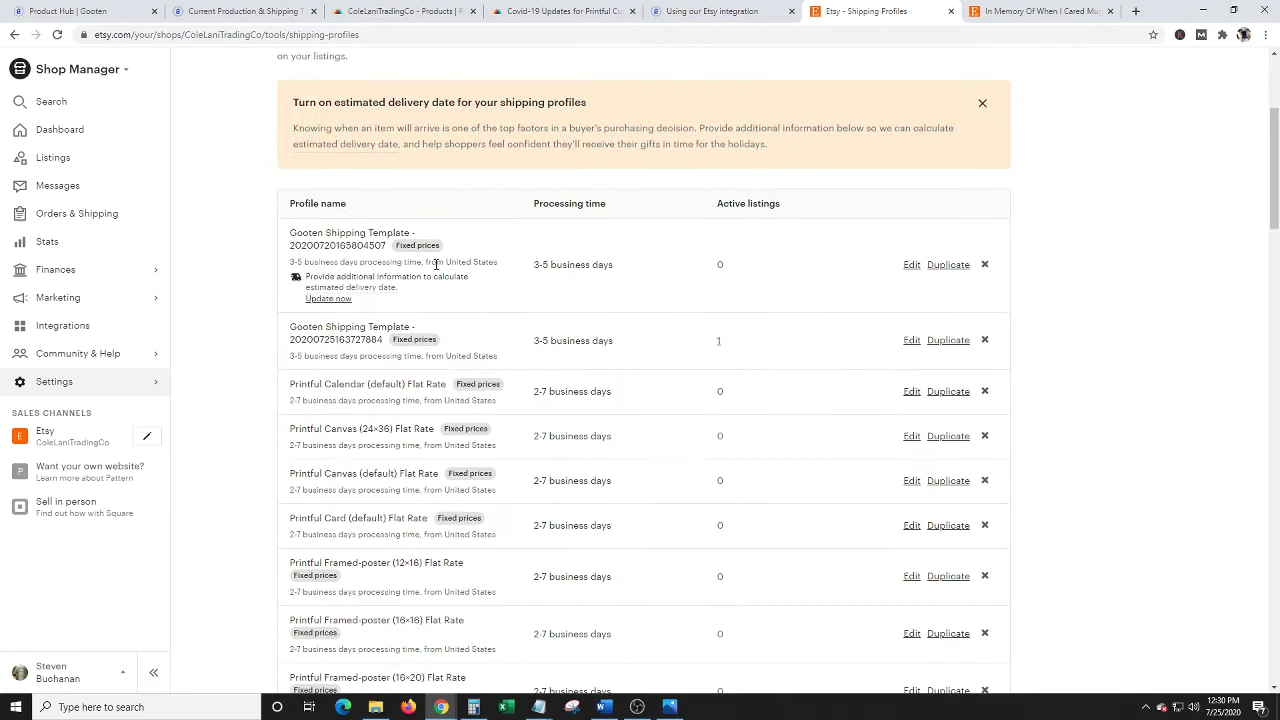 Product Hub | Gooten
Current Production & Shipping T
ColeLaniTradingCo - Products | P
Covid-19 Updates for Printful Cu
Using our Etsy integration
Etsy - Shipping Profiles
In Memory Of When I Cared Mug
etsy.com/your/shops/ColeLaniTradingCo/tools/shipping-profiles
Shop Manager
Search
Dashboard
Listings
Messages
Orders & Shipping
Stats
Finances
Marketing
Integrations
Community & Help
Settings
SALES CHANNELS
E
Etsy
ColeLaniTradingCo
P
Want your own website?
Learn more about Pattern
Sell in person
Find out how with Square
Steven
Buchanan
on your listings.
Turn on estimated delivery date for your shipping profiles
Knowing when an item will arrive is one of the top factors in a buyer's purchasing decision. Provide additional information below so we can calculate
estimated delivery date, and help shoppers feel confident they'll receive their gifts in time for the holidays.
Profile name Processing time Active listings
Gooten Shipping Template -
20200720165804507 Fixed prices
3-5 business days processing time, from United States
Provide additional information to calculate
estimated delivery date.
Update now
3-5 business days 0 Edit Duplicate
Gooten Shipping Template -
20200725163727884 Fixed prices
3-5 business days processing time, from United States
3-5 business days 1 Edit Duplicate
Printful Calendar (default) Flat Rate Fixed prices
2-7 business days processing time, from United States
2-7 business days 0 Edit Duplicate
Printful Canvas (24×36) Flat Rate Fixed prices
2-7 business days processing time, from United States
2-7 business days 0 Edit Duplicate
Printful Canvas (default) Flat Rate Fixed prices
2-7 business days processing time, from United States
2-7 business days 0 Edit Duplicate
Printful Card (default) Flat Rate Fixed prices
2-7 business days processing time, from United States
2-7 business days 0 Edit Duplicate
Printful Framed-poster (12×16) Flat Rate
Fixed prices
2-7 business days processing time, from United States
2-7 business days 0 Edit Duplicate
Printful Framed-poster (16×16) Flat Rate
Fixed prices
2-7 business days processing time, from United States
2-7 business days 0 Edit Duplicate
Printful Framed-poster (16×20) Flat Rate
Fixed prices
2-7 business days 0 Edit Duplicate
Type here to search
12:30 PM
7/25/2020